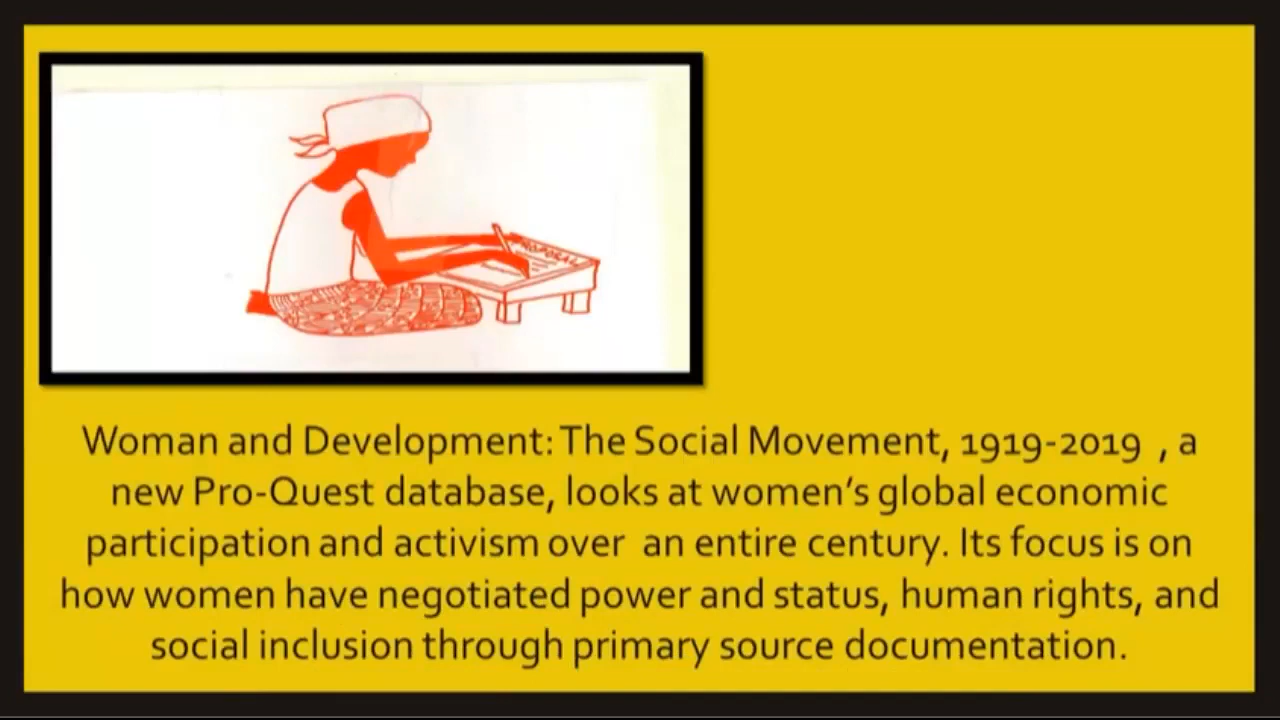 PROPOSAL
Woman and Development: The Social Movement, 1919-2019 , a
new Pro-Quest database, looks at women’s global economic
participation and activism over an entire century. Its focus is on
how women have negotiated power and status, human rights, and
social inclusion through primary source documentation.